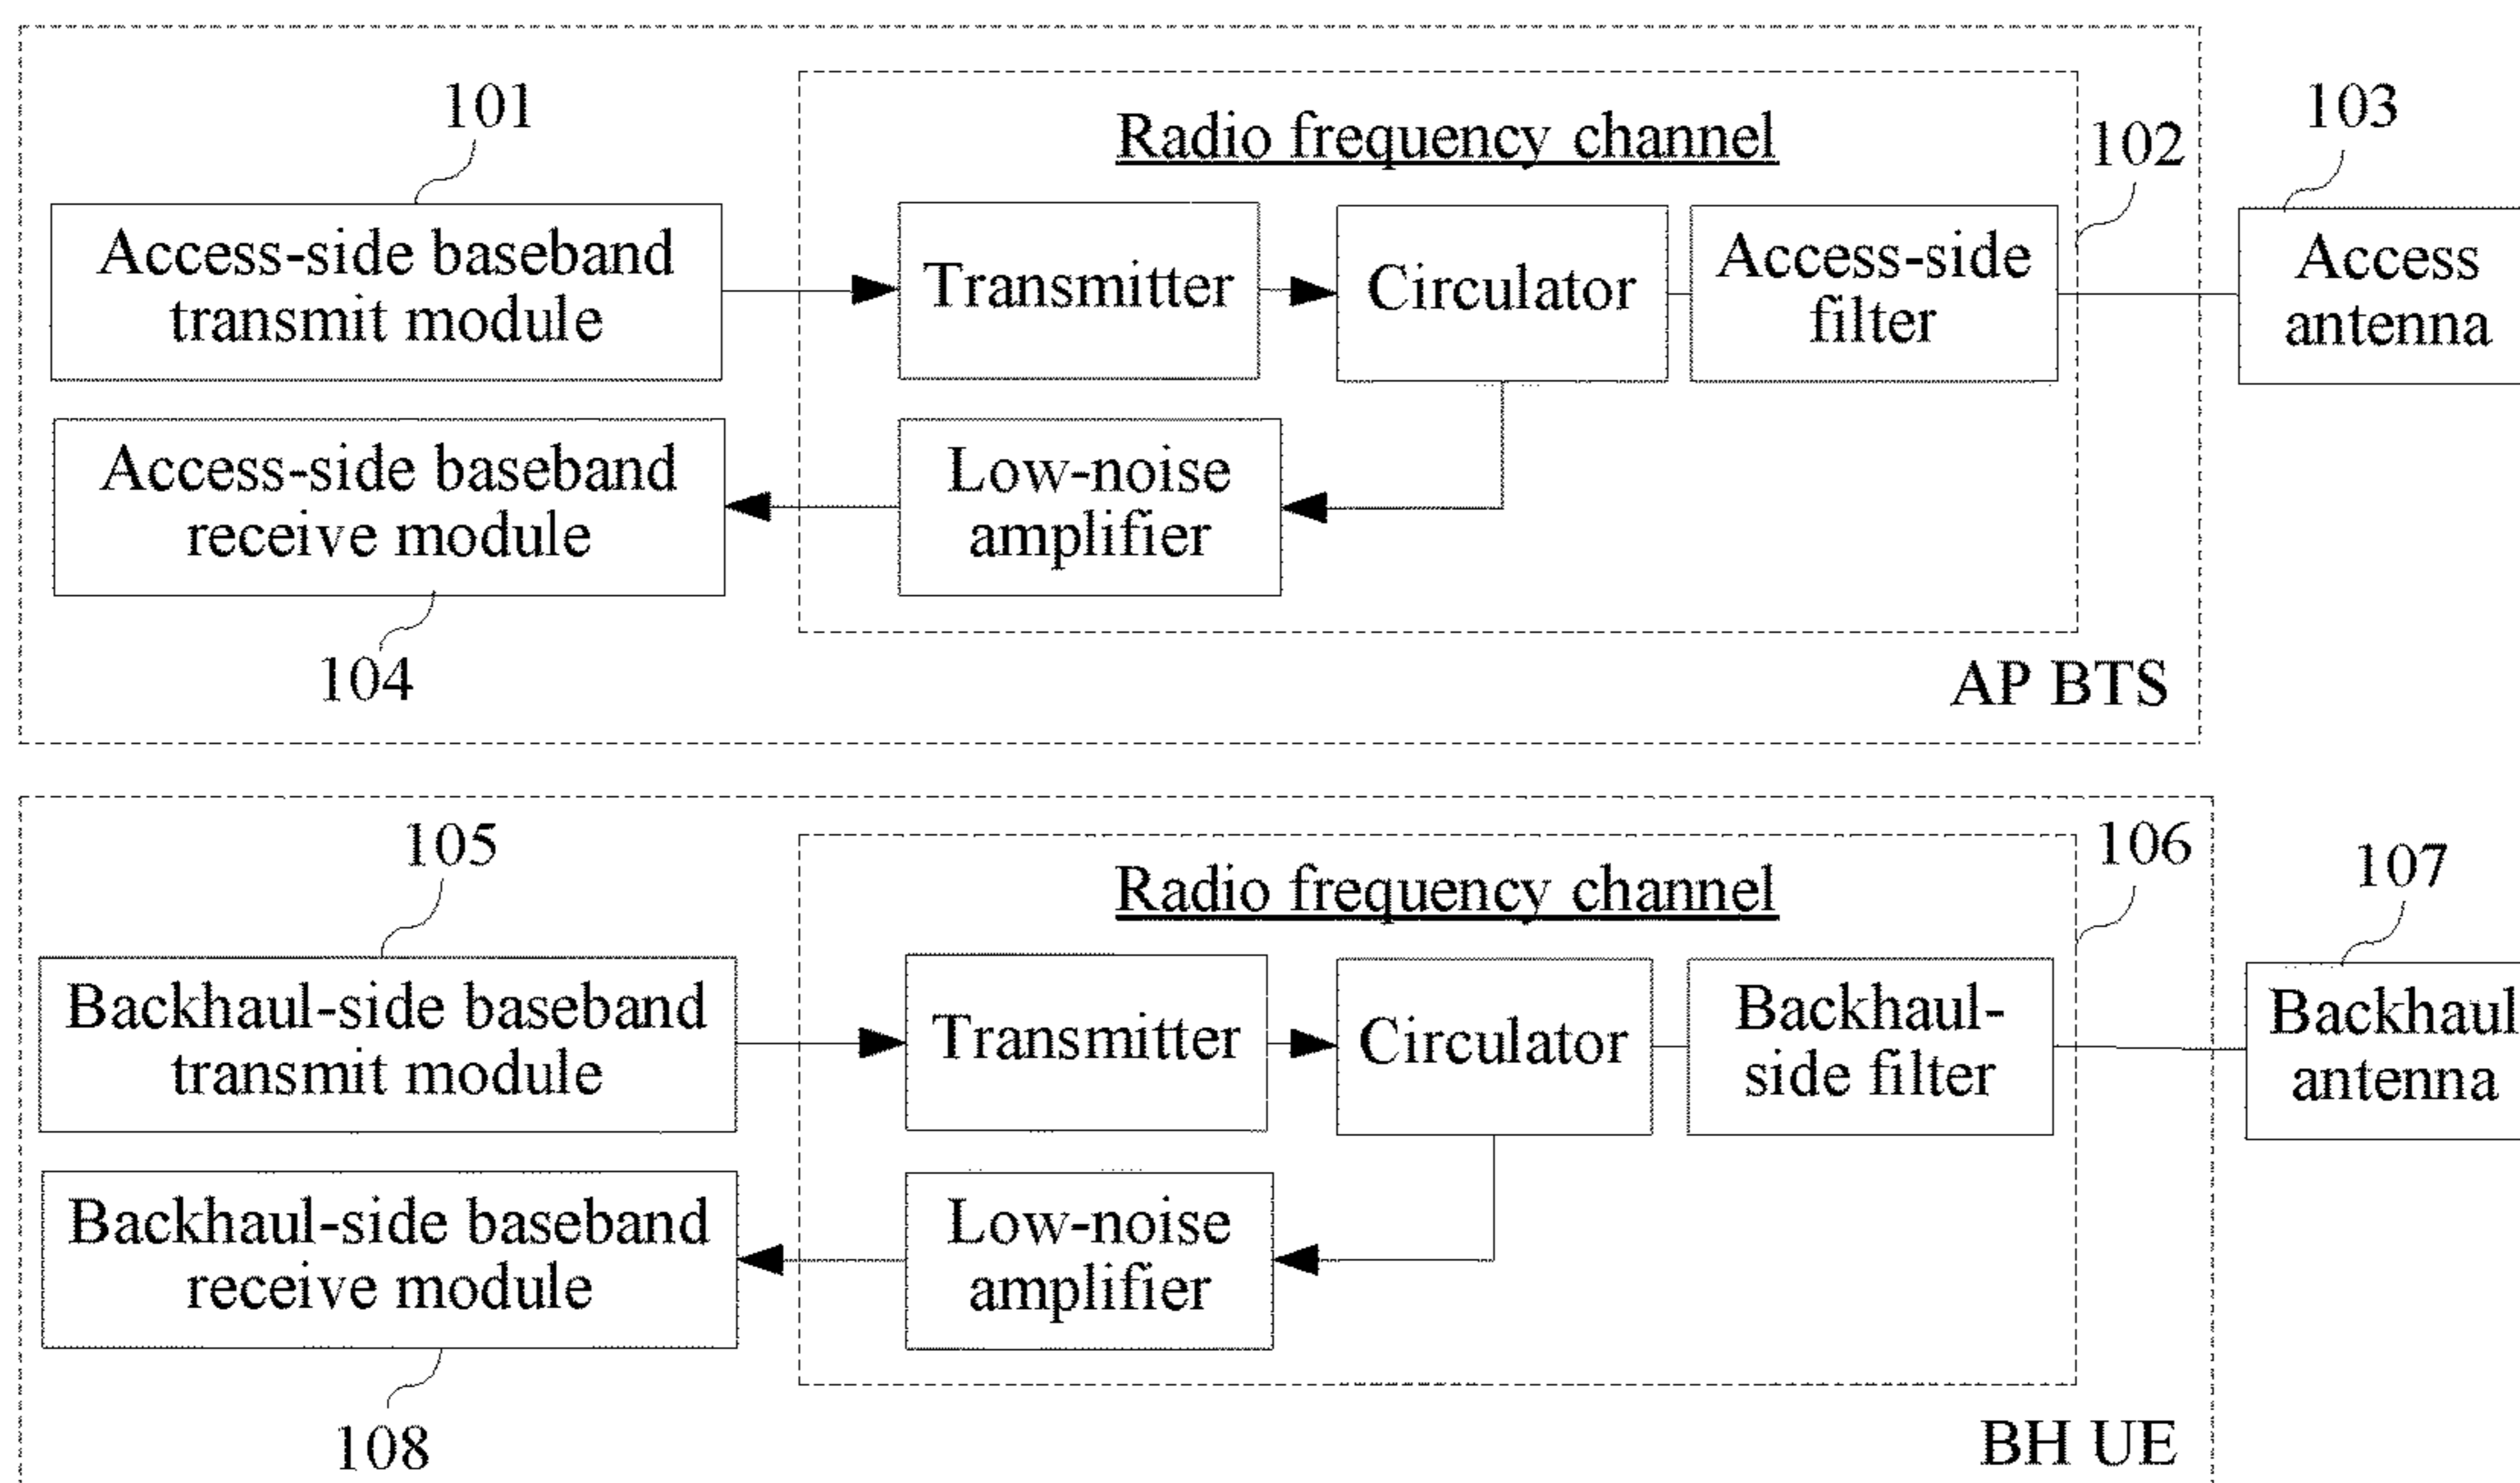 101
Radio frequency channel
102
103
Access-side baseband
transmit module
Transmitter
Circulator
Access-side
filter
Access
antenna
Access-side baseband
receive module
Low-noise
amplifier
104
AP BTS
105
Radio frequency channel
106
107
Backhaul-side baseband
transmit module
Transmitter
Circulator
Backhaul-
side filter
Backhaul
antenna
Backhaul-side baseband
receive module
Low-noise
amplifier
108
BH UE